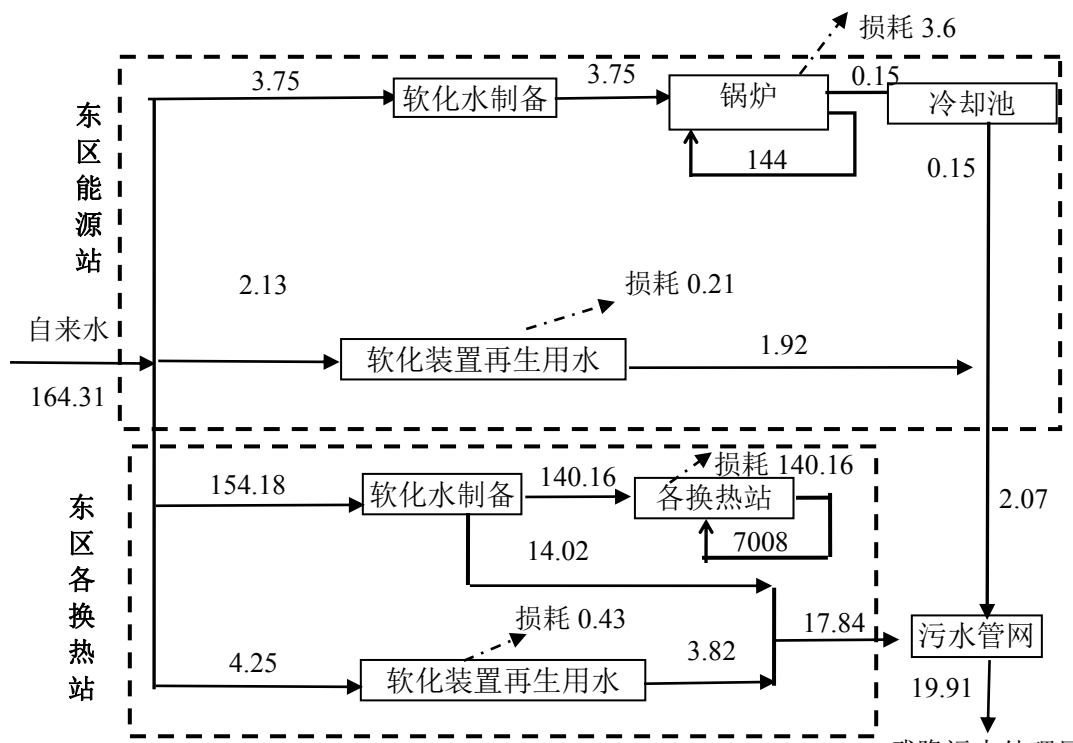 损耗 3.6
3.75
软化水制备
3.75
锅炉
0.15
冷却池
144
0.15
东区能源站
2.13
损耗 0.21
自来水
164.31
软化装置再生用水
1.92
154.18
软化水制备
140.16
损耗 140.16
各换热站
7008
14.02
2.07
东区各换热站
损耗 0.43
4.25
软化装置再生用水
3.82
17.84
污水管网
19.91